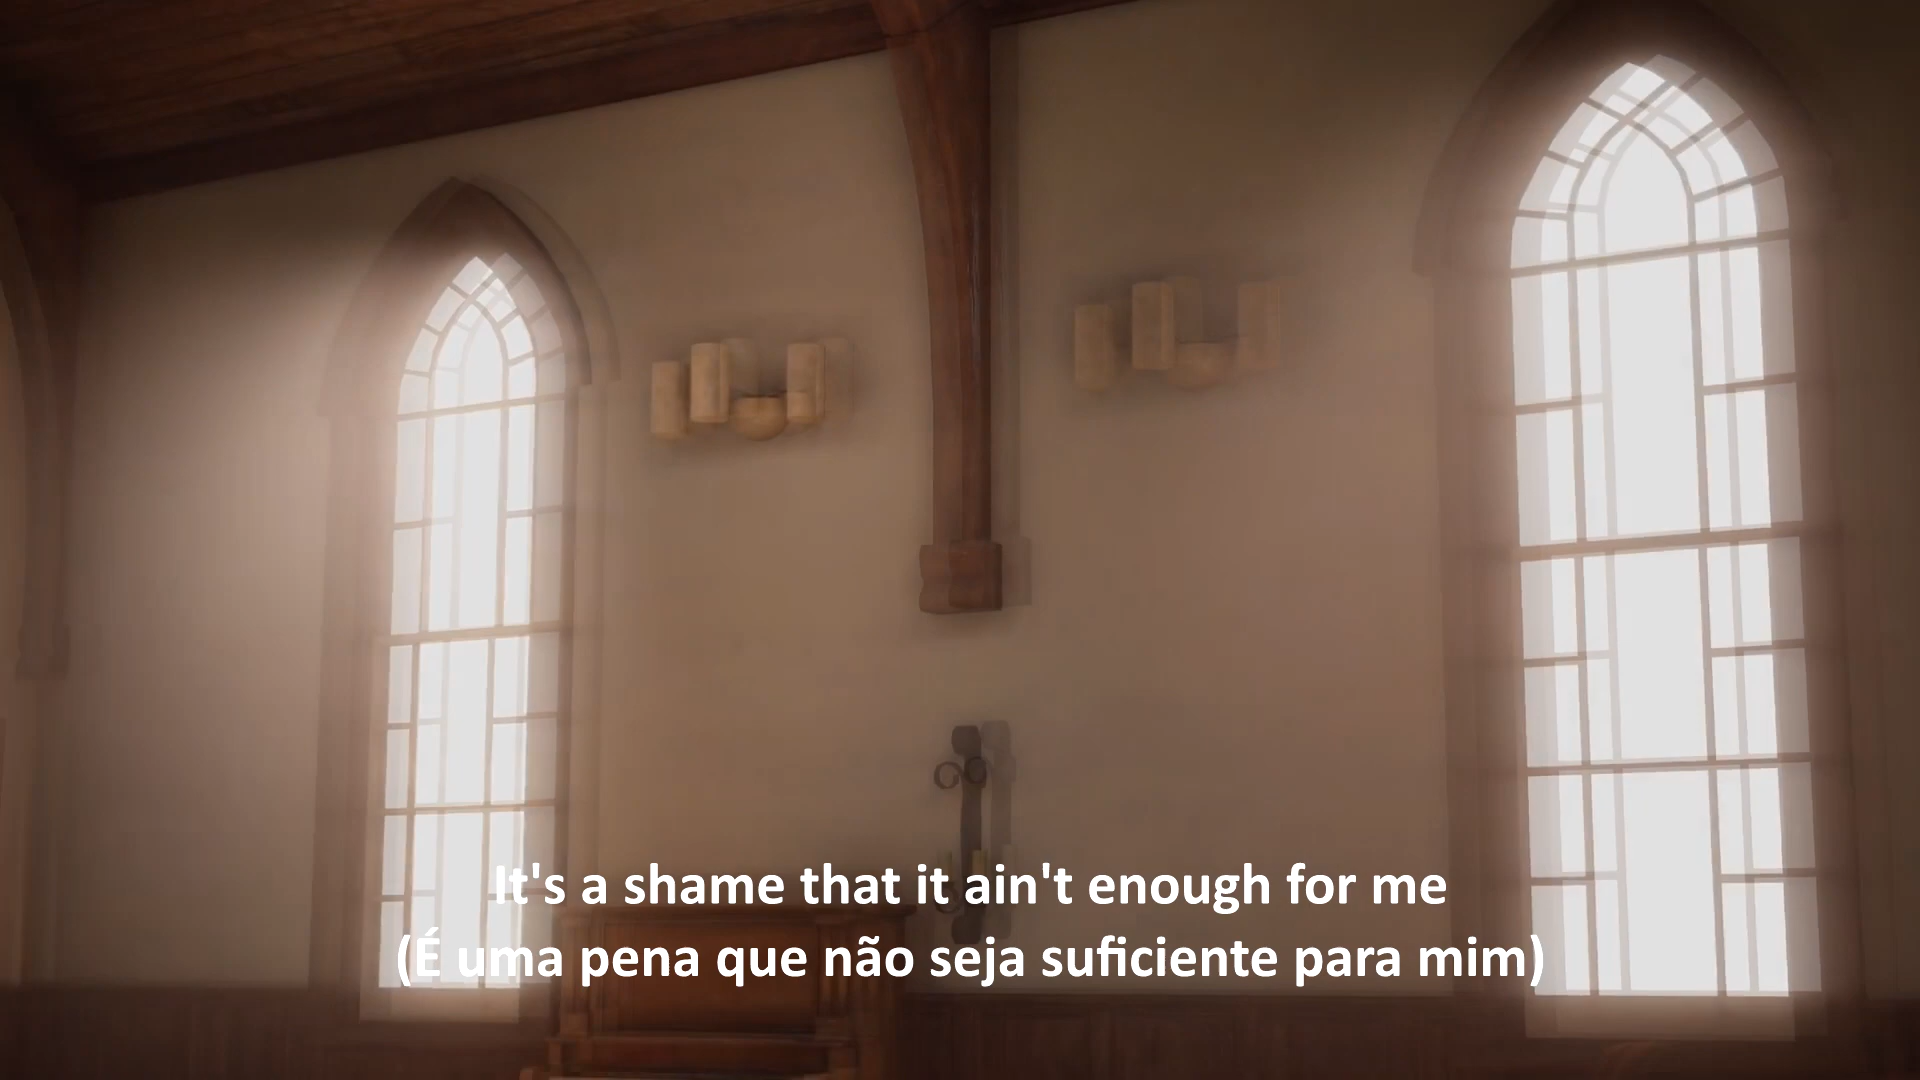 It's a shame that it ain't enough for me
(É uma pena que não seja suficiente para mim)